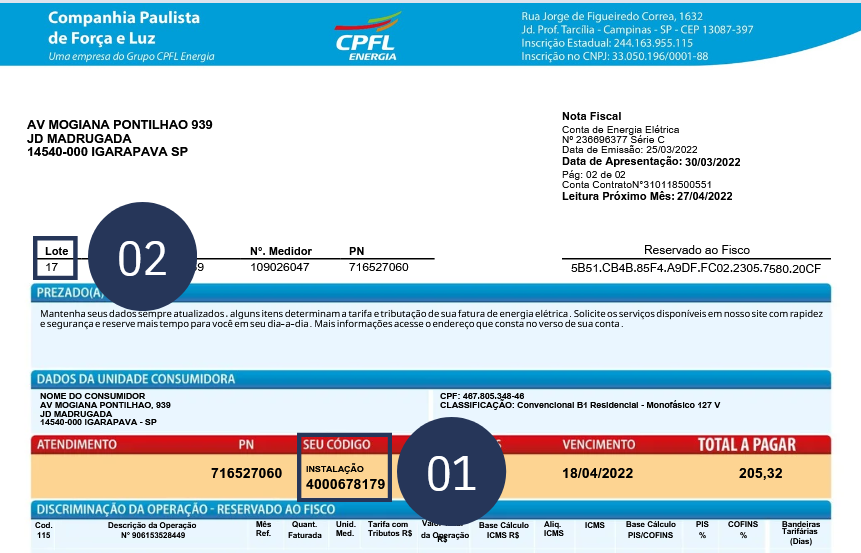 Companhia Paulista
de Força e Luz
Uma empresa do Grupo CPFL Energia
CPFL
ENERGIA
Rua Jorge de Figueiredo Correa, 1632
Jd. Prof. Tarcília - Campinas - SP - CEP 13087-397
Inscrição Estadual: 244.163.955.115
Inscrição no CNPJ: 33.050.196/0001-88
AV MOGIANA PONTILHAO 939
JD MADRUGADA
14540-000 IGARAPAVA SP
Nota Fiscal
Conta de Energia Elétrica
Nº 236696377 Série C
Data de Emissão: 25/03/2022
Data de Apresentação: 30/03/2022
Pág: 02 de 02
Conta ContratoN°310118500551
Leitura Próximo Mês: 27/04/2022
Lote 02 Nº. Medidor PN Reservado ao Fisco
17 109026047 716527060 5B51.CB4B.85F4.A9DF.FC02.2305.7580.20CF
PREZADO(A)
Mantenha seus dados sempre atualizados. alguns itens determinam a tarifa e tributação de sua fatura de energia elétrica. Solicite os serviços disponíveis em nosso site com rapidez
e segurança e reserve mais tempo para você em seu dia-a-dia. Mais informações acesse o endereço que consta no verso de sua conta.
DADOS DA UNIDADE CONSUMIDORA
NOME DO CONSUMIDOR
AV MOGIANA PONTILHAO, 939
JD MADRUGADA
14540-000 IGARAPAVA - SP
CPF: 467.805.348-46
CLASSIFICAÇÃO: Convencional B1 Residencial - Monofásico 127 V
ATENDIMENTO PN SEU CÓDIGO VENCIMENTO TOTAL A PAGAR
INSTALAÇÃO
716527060 4000678179 01 18/04/2022 205,32
DISCRIMINAÇÃO DA OPERAÇÃO - RESERVADO AO FISCO
Cod. Descrição da Operação Mês Quant. Unid. Tarifa com Base Cálculo Aliq. ICMS Base Cálculo PIS COFINS Bandeiras
115 N° 906153528449 Ref. Faturada Med. Tributos R$ da Operação R$ ICMS R$ ICMS PIS/COFINS % % Tarifárias
(Dias)